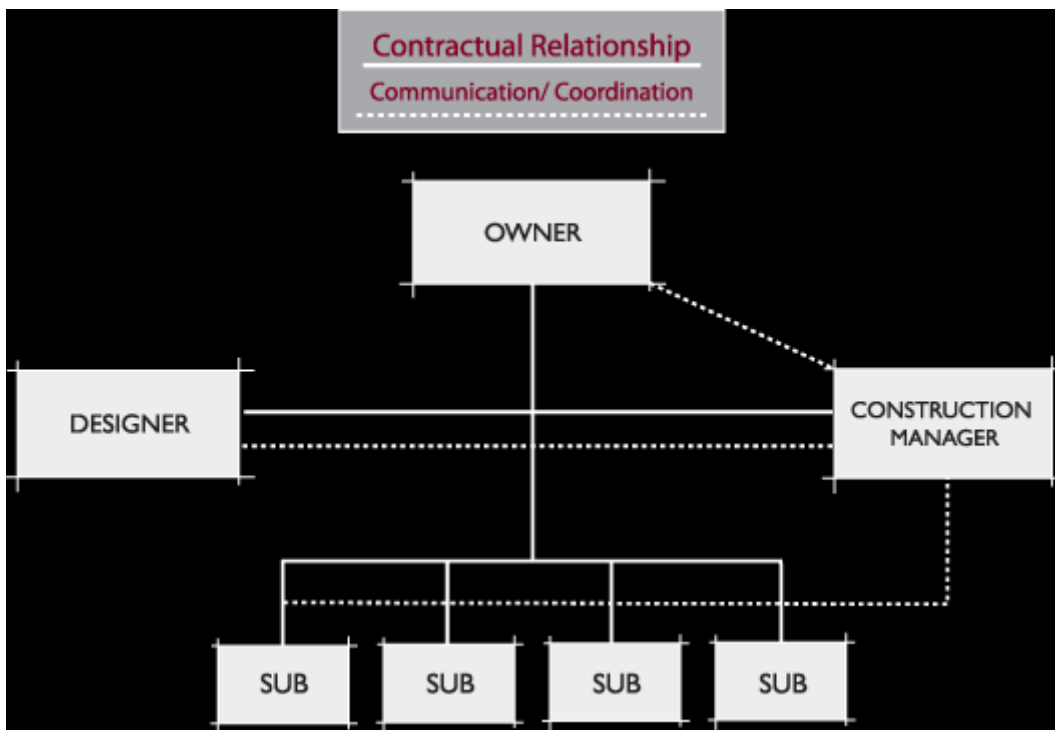 Contractual Relationship
Communication/ Coordination
OWNER
DESIGNER
CONSTRUCTION
MANAGER
SUB
SUB
SUB
SUB